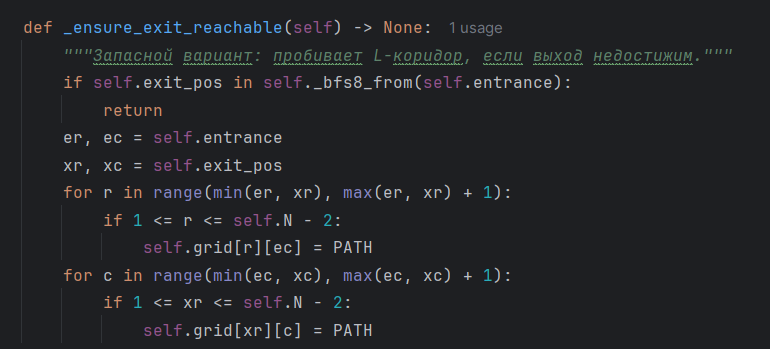 def _ensure_exit_reachable(self) -> None: 1 usage
    """Запасной вариант: пробивает L-коридор, если выход недостижим."""
    if self.exit_pos in self._bfs8_from(self.entrance):
        return
    er, ec = self.entrance
    xr, xc = self.exit_pos
    for r in range(min(er, xr), max(er, xr) + 1):
        if 1 <= r <= self.N - 2:
            self.grid[r][ec] = PATH
    for c in range(min(ec, xc), max(ec, xc) + 1):
        if 1 <= xr <= self.N - 2:
            self.grid[xr][c] = PATH